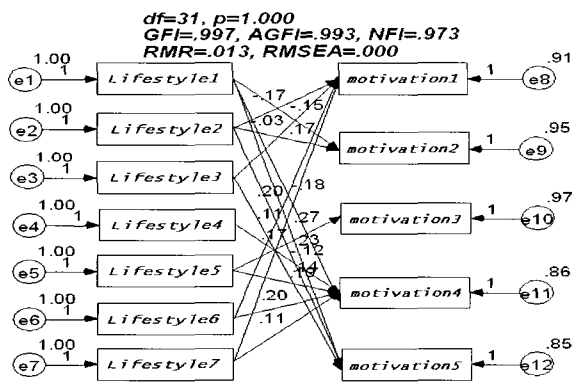 df=31, p=1.000
GFI=.997, AGFI=.993, NFI=.973
RMR=.013, RMSEA=.000
1.00
e1
1
Lifestyle1
1.00
e2
1
Lifestyle2
1.00
e3
1
Lifestyle3
1.00
e4
1
Lifestyle4
1.00
e5
1
Lifestyle5
1.00
e6
1
Lifestyle6
1.00
e7
1
Lifestyle7
-.17
-.15
-.03
.17
-.18
.20
.11
.27
.17
.23
-.12
.14
.20
.11
motivation1
1
e8
.91
motivation2
1
e9
.95
motivation3
1
e10
.97
motivation4
1
e11
.86
motivation5
1
e12
.85